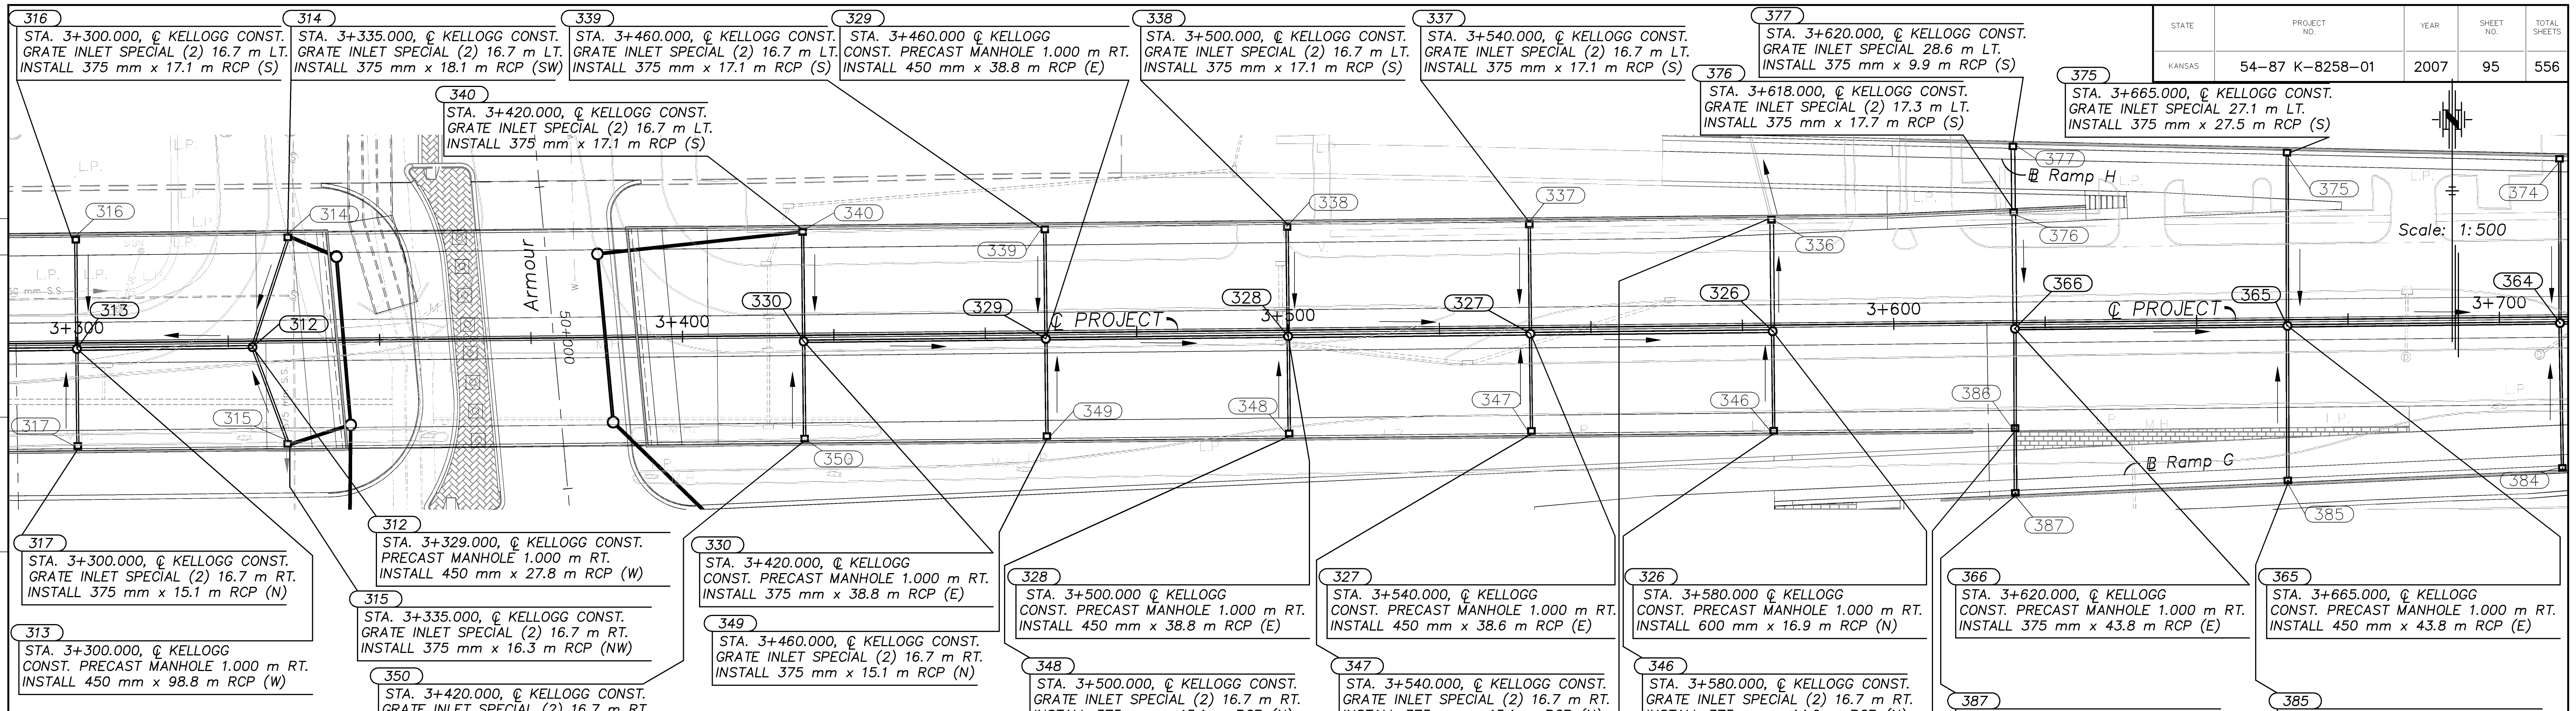 316
STA. 3+300.000, ℄ KELLOGG CONST.
GRATE INLET SPECIAL (2) 16.7 m LT.
INSTALL 375 mm x 17.1 m RCP (S)
314
STA. 3+335.000, ℄ KELLOGG CONST.
GRATE INLET SPECIAL (2) 16.7 m LT.
INSTALL 375 mm x 18.1 m RCP (SW)
339
STA. 3+460.000, ℄ KELLOGG CONST.
GRATE INLET SPECIAL (2) 16.7 m LT.
INSTALL 375 mm x 17.1 m RCP (S)
329
STA. 3+460.000 ℄ KELLOGG
CONST. PRECAST MANHOLE 1.000 m RT.
INSTALL 450 mm x 38.8 m RCP (E)
338
STA. 3+500.000, ℄ KELLOGG CONST.
GRATE INLET SPECIAL (2) 16.7 m LT.
INSTALL 375 mm x 17.1 m RCP (S)
337
STA. 3+540.000, ℄ KELLOGG CONST.
GRATE INLET SPECIAL (2) 16.7 m LT.
INSTALL 375 mm x 17.1 m RCP (S)
377
STA. 3+620.000, ℄ KELLOGG CONST.
GRATE INLET SPECIAL 28.6 m LT.
INSTALL 375 mm x 9.9 m RCP (S)
STATE PROJECT NO. YEAR SHEET NO. TOTAL SHEETS
KANSAS 54-87 K-8258-01 2007 95 556
340
STA. 3+420.000, ℄ KELLOGG CONST.
GRATE INLET SPECIAL (2) 16.7 m LT.
INSTALL 375 mm x 17.1 m RCP (S)
376
STA. 3+618.000, ℄ KELLOGG CONST.
GRATE INLET SPECIAL (2) 17.3 m LT.
INSTALL 375 mm x 17.7 m RCP (S)
375
STA. 3+665.000, ℄ KELLOGG CONST.
GRATE INLET SPECIAL 27.1 m LT.
INSTALL 375 mm x 27.5 m RCP (S)
N
L.P.
L.P.
L.P.
L.P.
377
℄ Ramp H
375
374
316
314
340
339
338
337
336
376
Scale: 1:500
L.P.
L.P.
Armour
50+000
313
312
330
329
328
327
326
366
365
364
3+300
3+400
℄ PROJECT
3+500
3+600
℄ PROJECT
3+700
317
315
350
349
348
347
346
386
M.H.
L.P.
℄ Ramp G
387
385
384
317
STA. 3+300.000, ℄ KELLOGG CONST.
GRATE INLET SPECIAL (2) 16.7 m RT.
INSTALL 375 mm x 15.1 m RCP (N)
312
STA. 3+329.000, ℄ KELLOGG CONST.
PRECAST MANHOLE 1.000 m RT.
INSTALL 450 mm x 27.8 m RCP (W)
330
STA. 3+420.000, ℄ KELLOGG
CONST. PRECAST MANHOLE 1.000 m RT.
INSTALL 375 mm x 38.8 m RCP (E)
328
STA. 3+500.000 ℄ KELLOGG
CONST. PRECAST MANHOLE 1.000 m RT.
INSTALL 450 mm x 38.8 m RCP (E)
327
STA. 3+540.000, ℄ KELLOGG
CONST. PRECAST MANHOLE 1.000 m RT.
INSTALL 450 mm x 38.6 m RCP (E)
326
STA. 3+580.000 ℄ KELLOGG
CONST. PRECAST MANHOLE 1.000 m RT.
INSTALL 600 mm x 16.9 m RCP (N)
366
STA. 3+620.000, ℄ KELLOGG
CONST. PRECAST MANHOLE 1.000 m RT.
INSTALL 375 mm x 43.8 m RCP (E)
365
STA. 3+665.000, ℄ KELLOGG
CONST. PRECAST MANHOLE 1.000 m RT.
INSTALL 450 mm x 43.8 m RCP (E)
313
STA. 3+300.000, ℄ KELLOGG
CONST. PRECAST MANHOLE 1.000 m RT.
INSTALL 450 mm x 98.8 m RCP (W)
315
STA. 3+335.000, ℄ KELLOGG CONST.
GRATE INLET SPECIAL (2) 16.7 m RT.
INSTALL 375 mm x 16.3 m RCP (NW)
349
STA. 3+460.000, ℄ KELLOGG CONST.
GRATE INLET SPECIAL (2) 16.7 m RT.
INSTALL 375 mm x 15.1 m RCP (N)
350
STA. 3+420.000, ℄ KELLOGG CONST.
GRATE INLET SPECIAL (2) 16.7 m RT.
348
STA. 3+500.000, ℄ KELLOGG CONST.
GRATE INLET SPECIAL (2) 16.7 m RT.
347
STA. 3+540.000, ℄ KELLOGG CONST.
GRATE INLET SPECIAL (2) 16.7 m RT.
346
STA. 3+580.000, ℄ KELLOGG CONST.
GRATE INLET SPECIAL (2) 16.7 m RT.
387
385